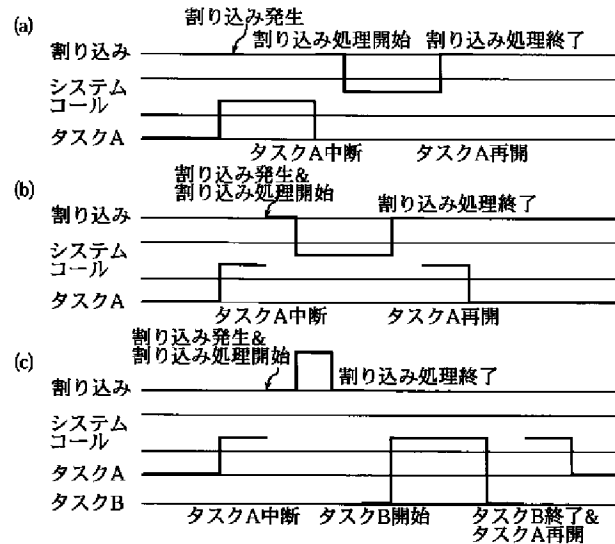 (a)
割り込み発生
割り込み 割り込み処理開始 割り込み処理終了
システム
コール
タスクA
タスクA中断 タスクA再開
(b)
割り込み発生&
割り込み処理開始
割り込み 割り込み処理終了
システム
コール
タスクA
タスクA中断 タスクA再開
(c)
割り込み発生&
割り込み処理開始
割り込み 割り込み処理終了
システム
コール
タスクA
タスクB
タスクA中断 タスクB開始 タスクB終了&
タスクA再開